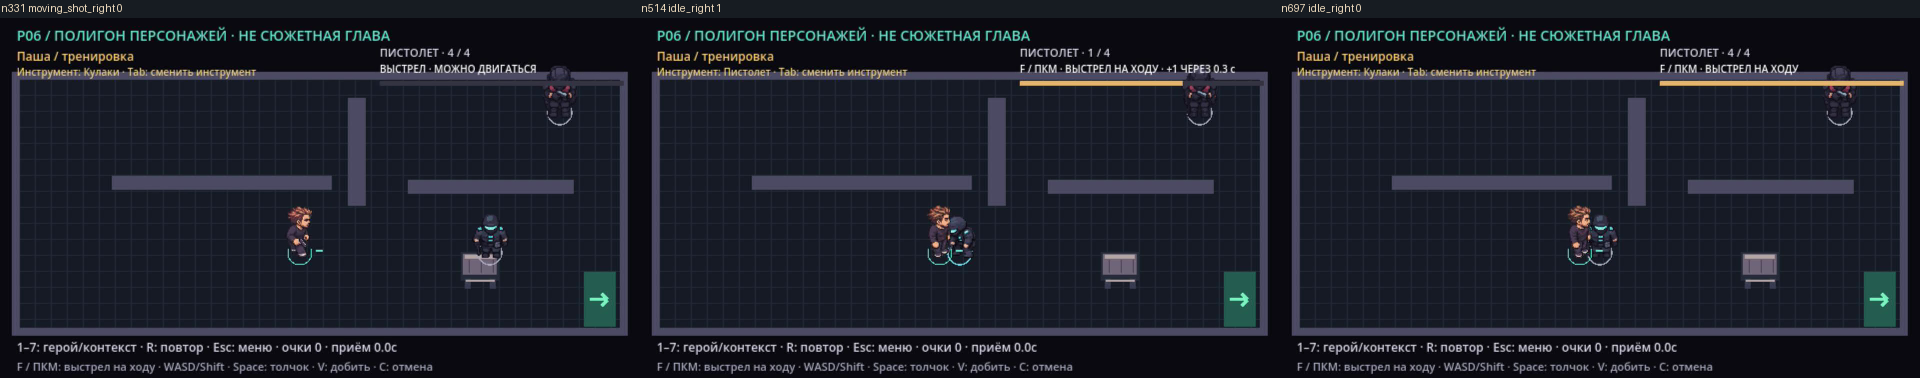 n331 moving_shot_right 0
P06 / ПОЛИГОН ПЕРСОНАЖЕЙ · НЕ СЮЖЕТНАЯ ГЛАВА
Паша / тренировка
ПИСТОЛЕТ · 4 / 4
Инструмент: Кулаки · Tab: сменить инструмент
ВЫСТРЕЛ · МОЖНО ДВИГАТЬСЯ
→
1–7: герой/контекст · R: повтор · Esc: меню · очки 0 · приём 0.0с
F / ПКМ: выстрел на ходу · WASD/Shift · Space: толчок · V: добить · C: отмена
n514 idle_right 1
P06 / ПОЛИГОН ПЕРСОНАЖЕЙ · НЕ СЮЖЕТНАЯ ГЛАВА
Паша / тренировка
ПИСТОЛЕТ · 1 / 4
Инструмент: Пистолет · Tab: сменить инструмент
F / ПКМ · ВЫСТРЕЛ НА ХОДУ · +1 ЧЕРЕЗ 0.3 с
→
1–7: герой/контекст · R: повтор · Esc: меню · очки 0 · приём 0.0с
F / ПКМ: выстрел на ходу · WASD/Shift · Space: толчок · V: добить · C: отмена
n697 idle_right 0
P06 / ПОЛИГОН ПЕРСОНАЖЕЙ · НЕ СЮЖЕТНАЯ ГЛАВА
Паша / тренировка
ПИСТОЛЕТ · 4 / 4
Инструмент: Кулаки · Tab: сменить инструмент
F / ПКМ · ВЫСТРЕЛ НА ХОДУ
→
1–7: герой/контекст · R: повтор · Esc: меню · очки 0 · приём 0.0с
F / ПКМ: выстрел на ходу · WASD/Shift · Space: толчок · V: добить · C: отмена